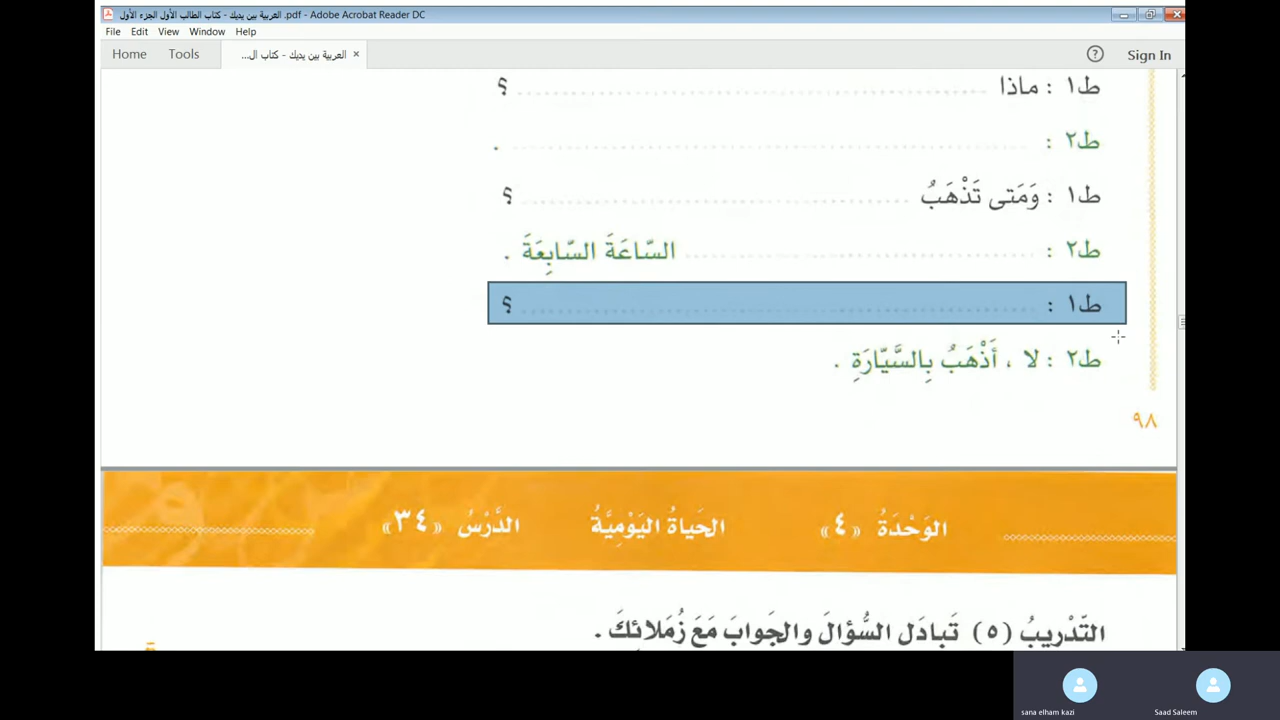 العربية بين يديك - كتاب الطالب الأول الجزء الأول.pdf - Adobe Acrobat Reader DC
File Edit View Window Help
Home Tools العربية بين يديك - كتاب ال... × ? Sign In
ط١ : ماذا ........................ ؟
ط٢ : ........................ .
ط١ : وَمَتى تَذْهَبُ ........................ ؟
ط٢ : ........................ السّاعَةَ السّابِعَةَ .
ط١ : ........................ ؟
ط٢ : لا ، أَذْهَبُ بِالسَّيّارَةِ .
٩٨
الوَحْدَةُ «٤» الحَياةُ اليَوْمِيَّةُ الدَّرْسُ «٣٤»
التَّدْرِيبُ (٥) تَبادَلِ السُّؤالَ والجَوابَ مَعَ زُمَلائِكَ .
sana elham kazi Saad Saleem